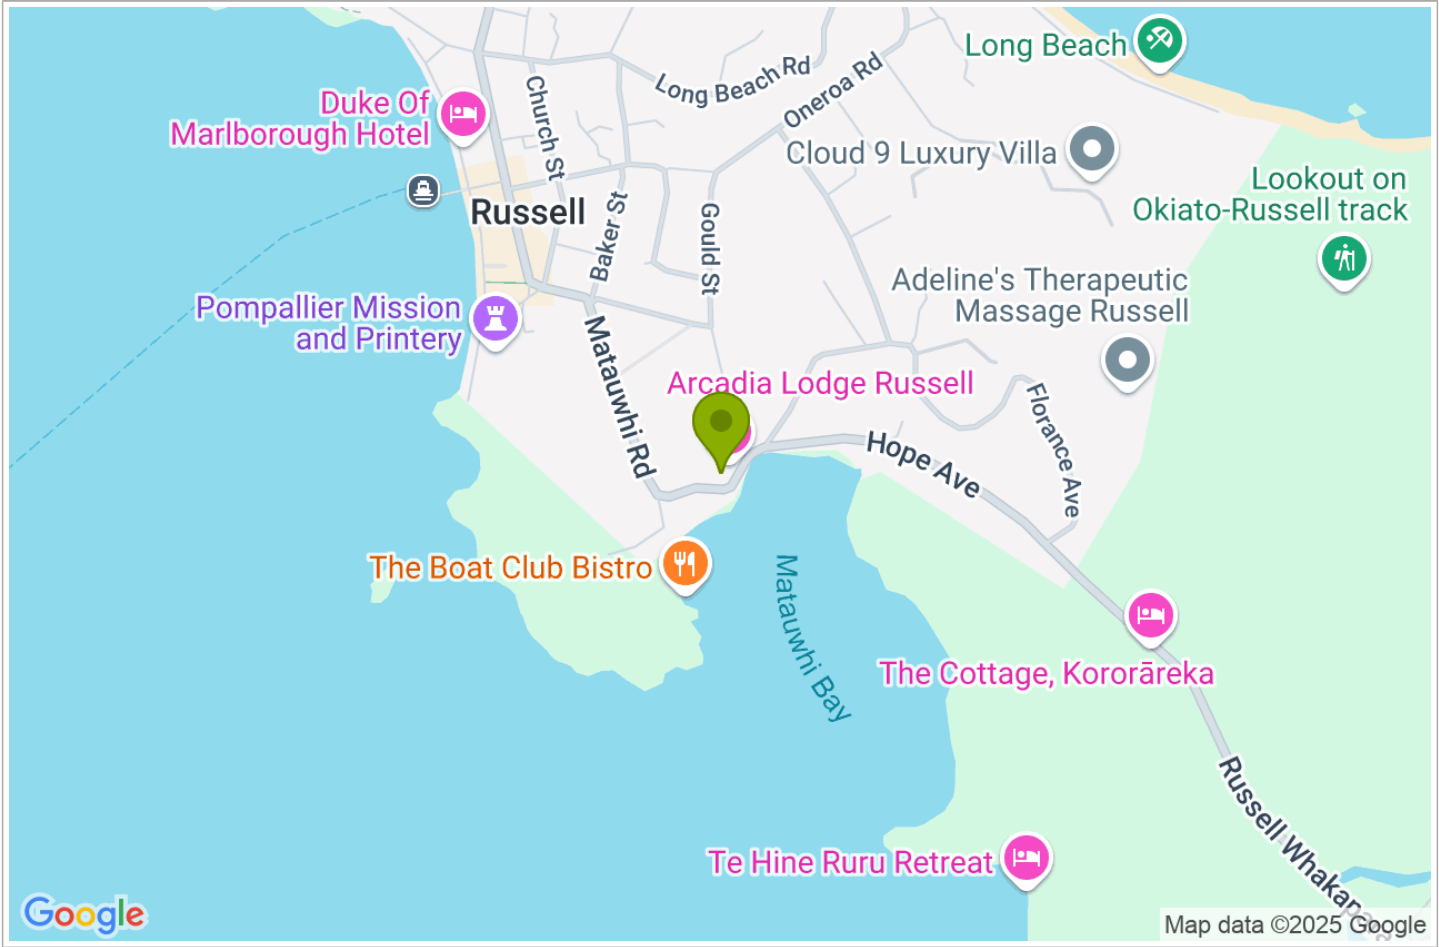 Long Beach
Long Beach Rd
Oneroa Rd
Duke Of
Marlborough Hotel
Church St
Cloud 9 Luxury Villa
Lookout on
Okiato-Russell track
Russell
Baker St
Gould St
Adeline's Therapeutic
Massage Russell
Pompallier Mission
and Printery
Matauwhi Rd
Arcadia Lodge Russell
Florance Ave
Hope Ave
The Boat Club Bistro
Matauwhi Bay
The Cottage, Kororāreka
Russell Whakapa
Te Hine Ruru Retreat
Google
Map data ©2025 Google